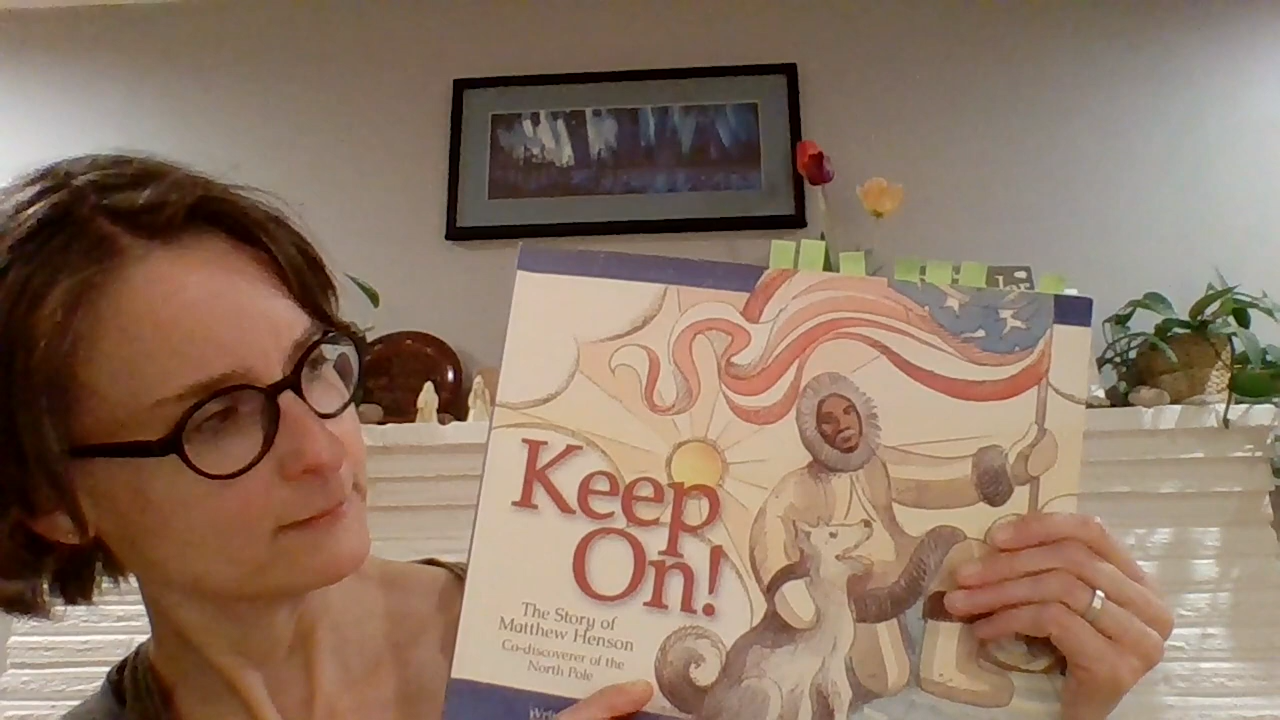 Keep
On!
The Story of
Matthew Henson
Co-discoverer of the
North Pole